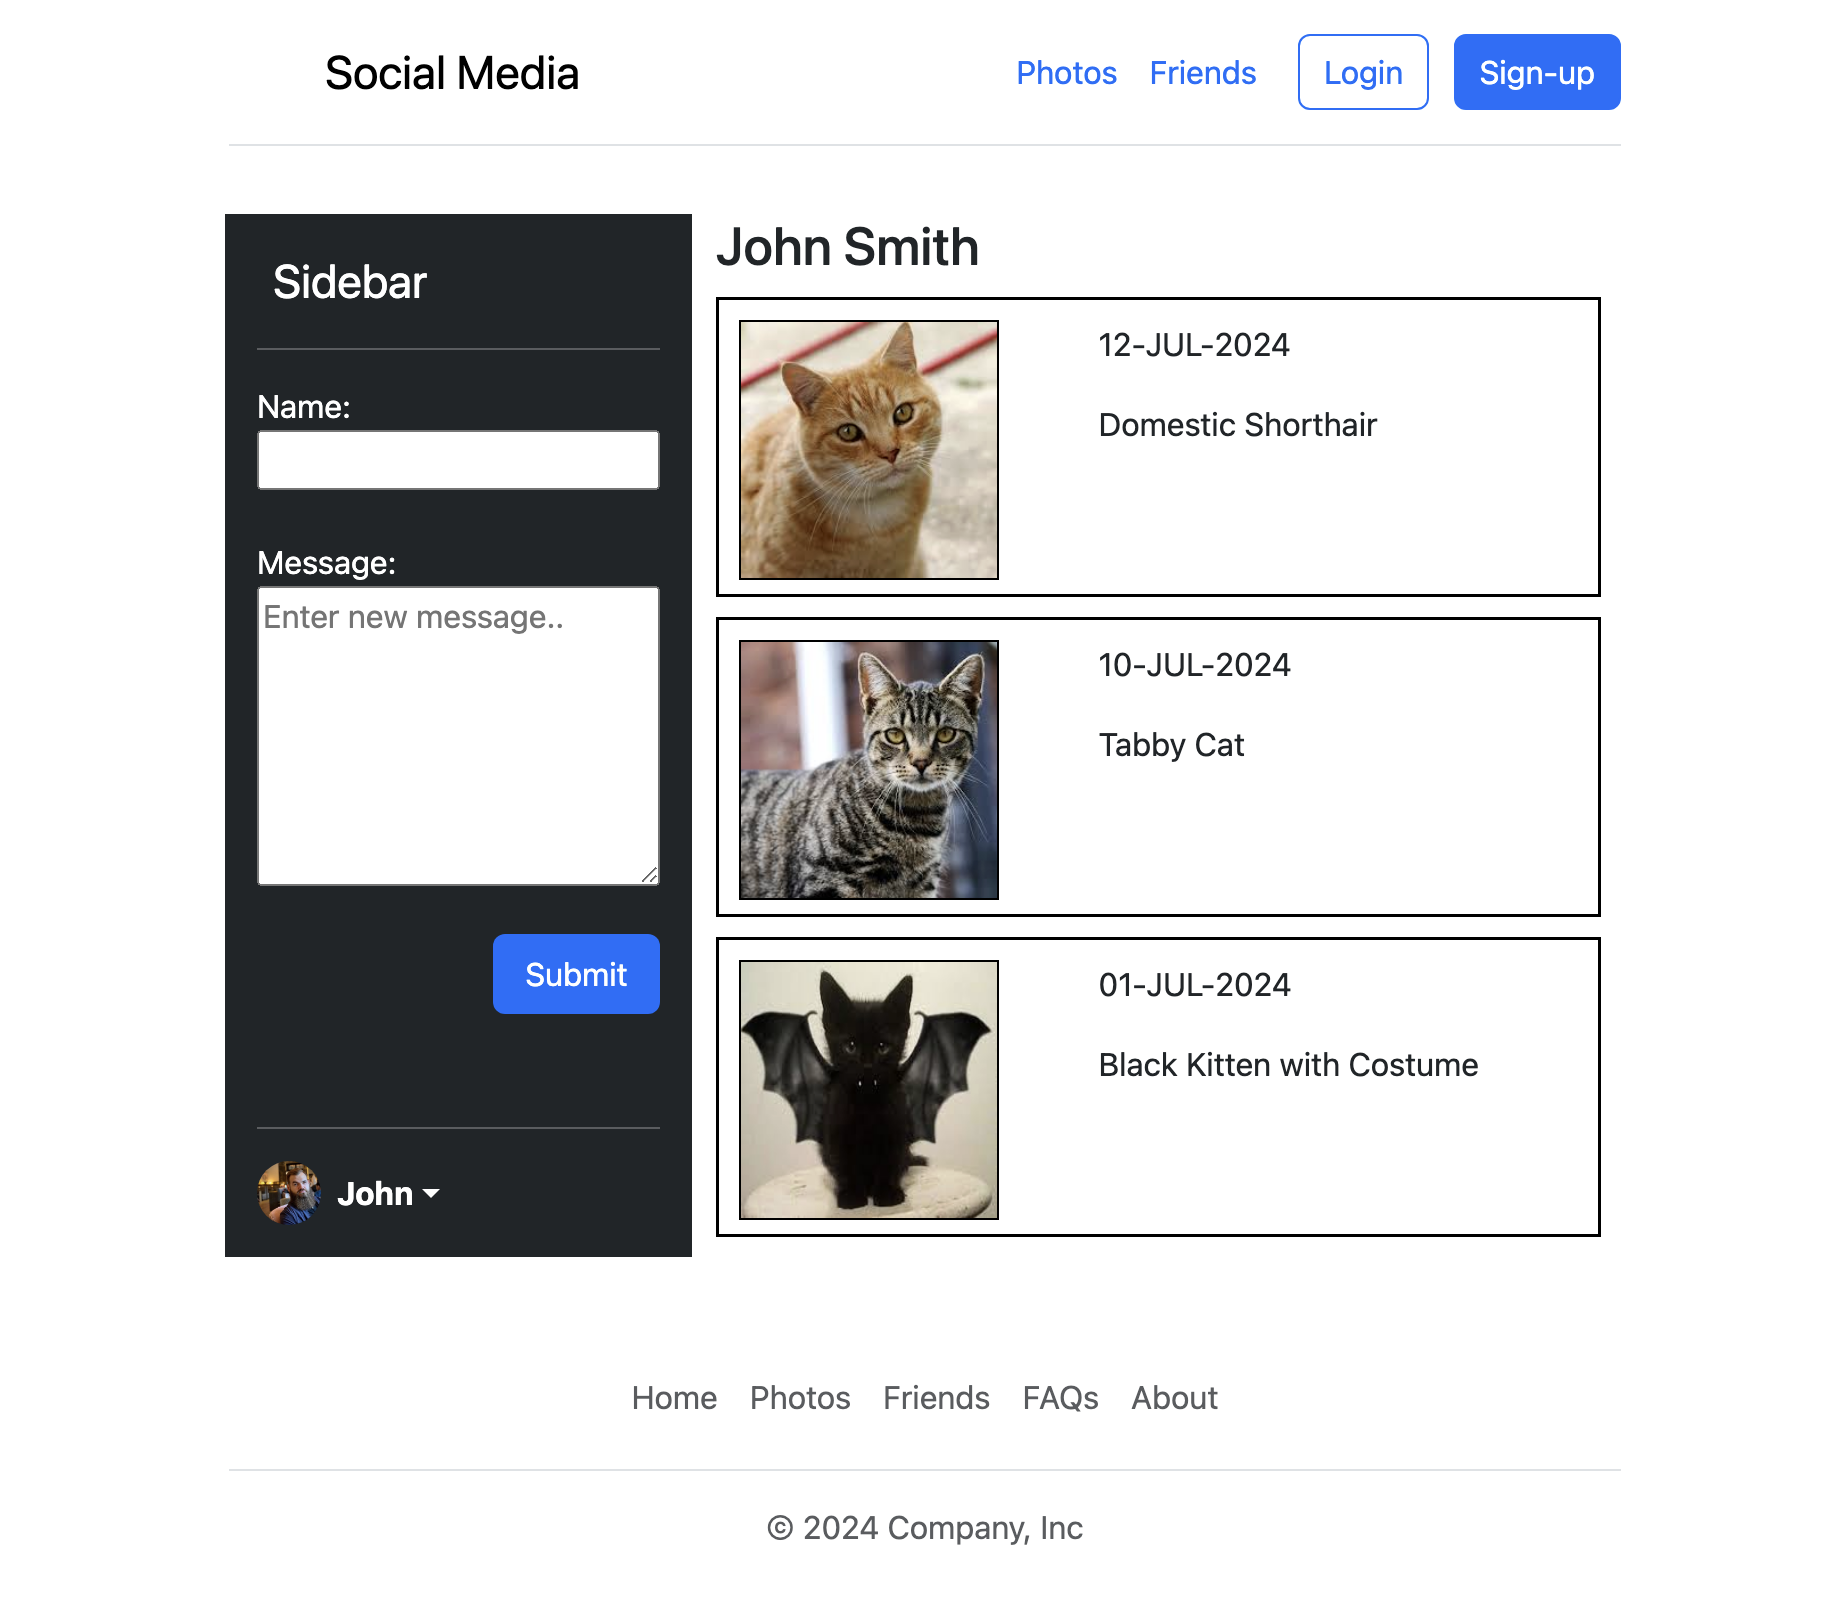 Social Media
Photos Friends Login Sign-up
Sidebar
Name:
Message:
Enter new message..
Submit
John
John Smith
12-JUL-2024
Domestic Shorthair
10-JUL-2024
Tabby Cat
01-JUL-2024
Black Kitten with Costume
Home Photos Friends FAQs About
© 2024 Company, Inc